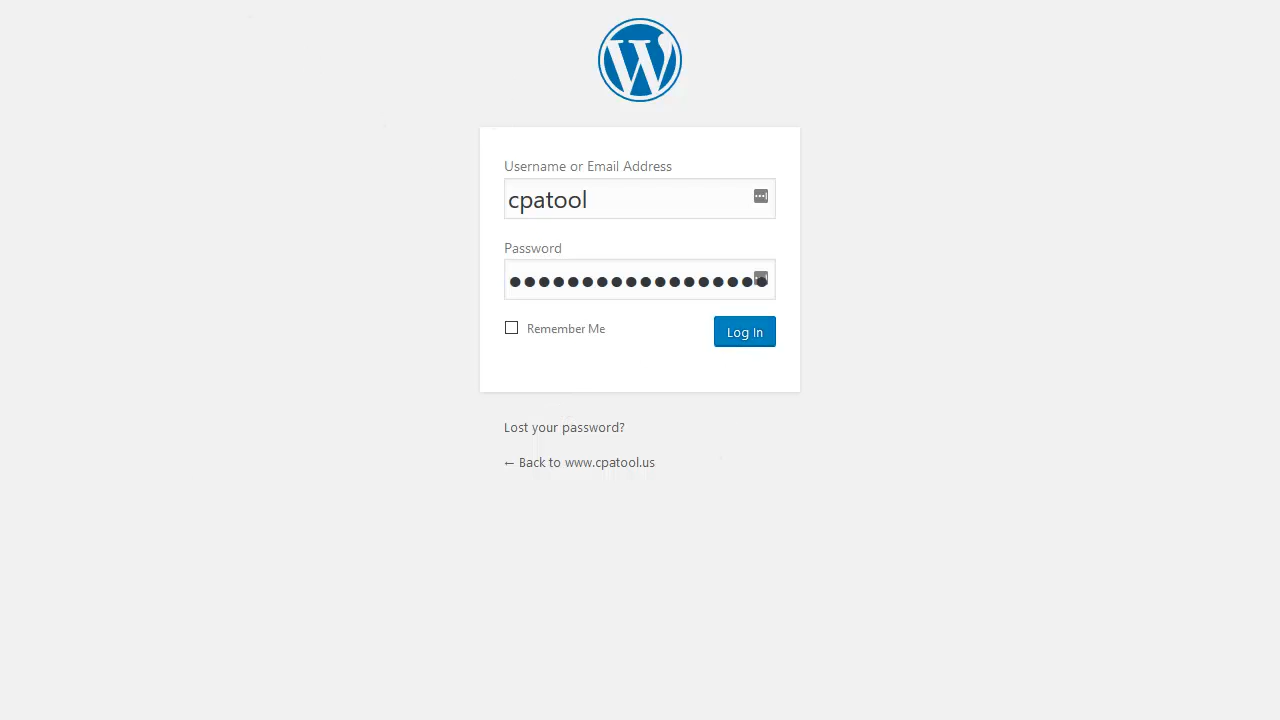 Username or Email Address
cpatool
Password
Remember Me
Log In
Lost your password?
← Back to www.cpatool.us